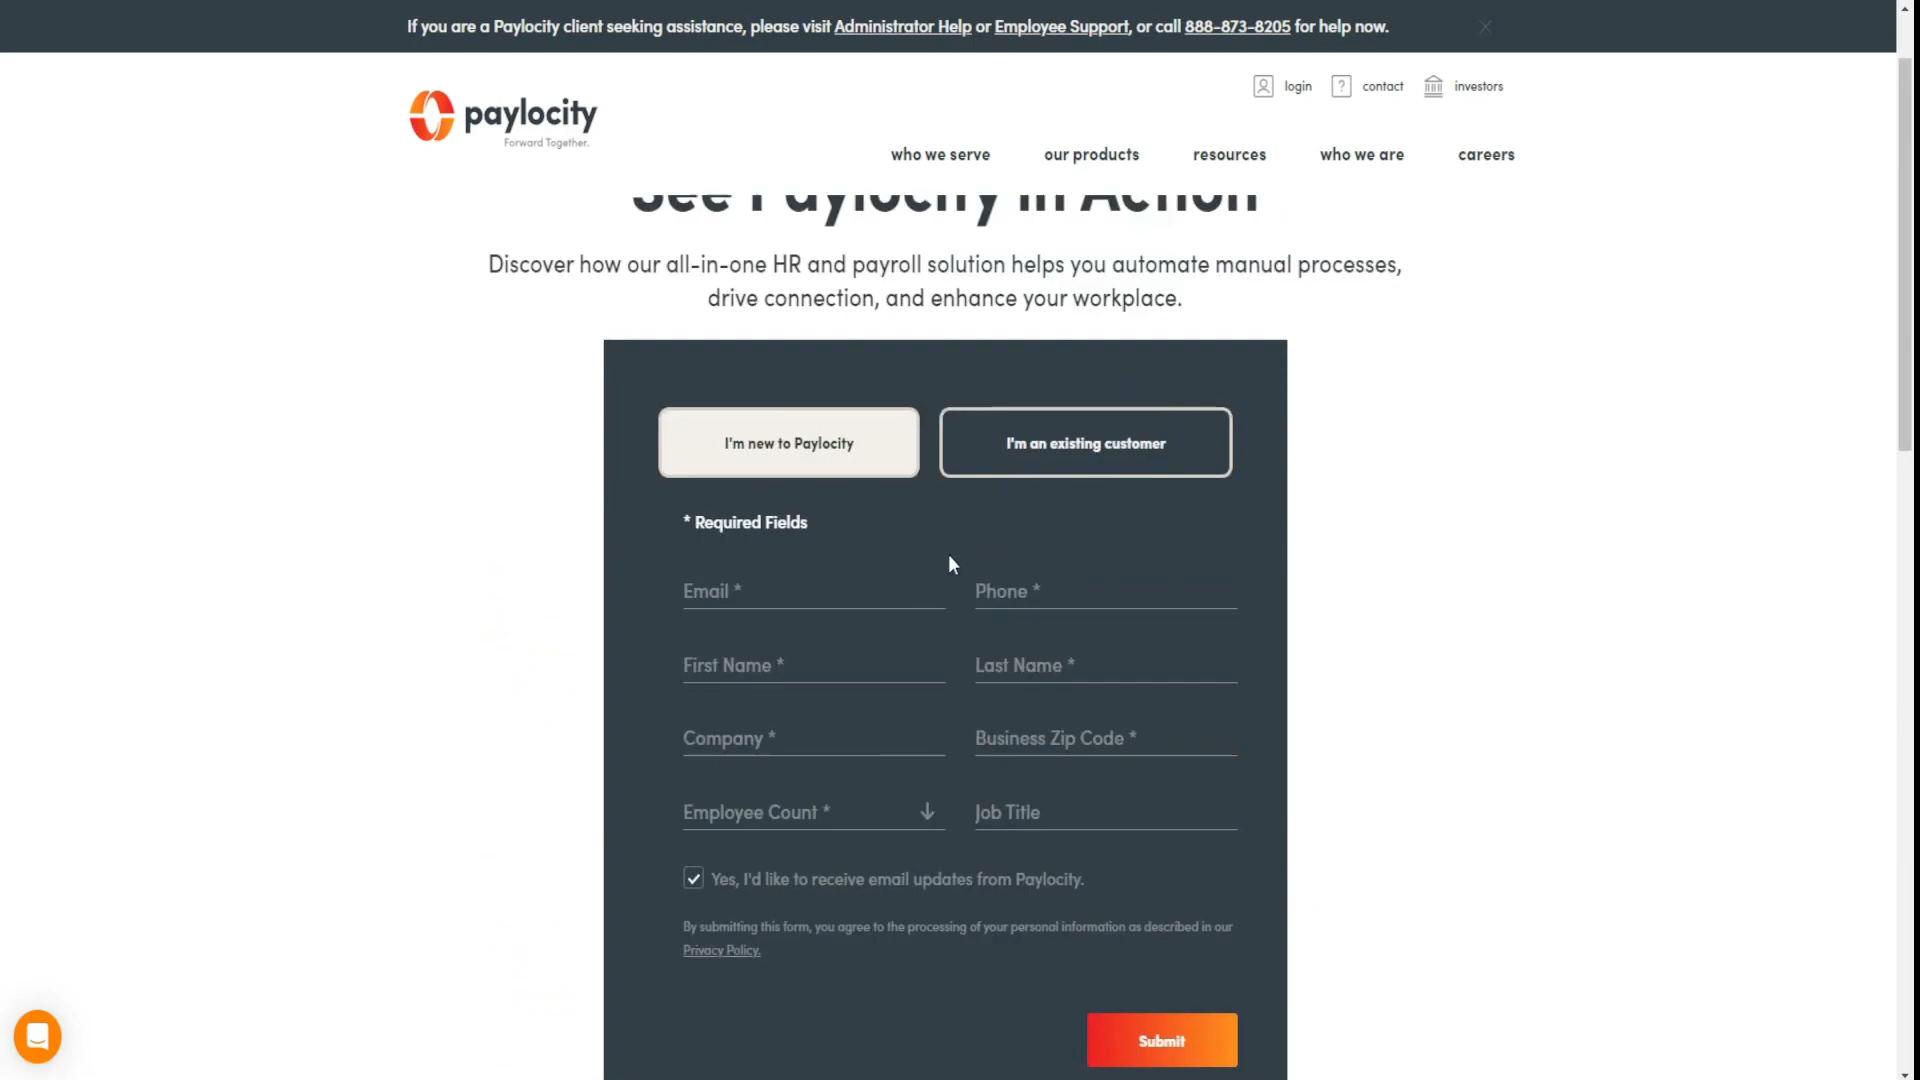 If you are a Paylocity client seeking assistance, please visit Administrator Help or Employee Support, or call 888-873-8205 for help now.
login
?
contact
investors
paylocity
Forward Together.
who we serve
our products
resources
who we are
careers
See Paylocity in Action
Discover how our all-in-one HR and payroll solution helps you automate manual processes,
drive connection, and enhance your workplace.
I'm new to Paylocity
I'm an existing customer
* Required Fields
Email *
Phone *
First Name *
Last Name *
Company *
Business Zip Code *
Employee Count *
Job Title
Yes, I'd like to receive email updates from Paylocity.
By submitting this form, you agree to the processing of your personal information as described in our
Privacy Policy.
Submit